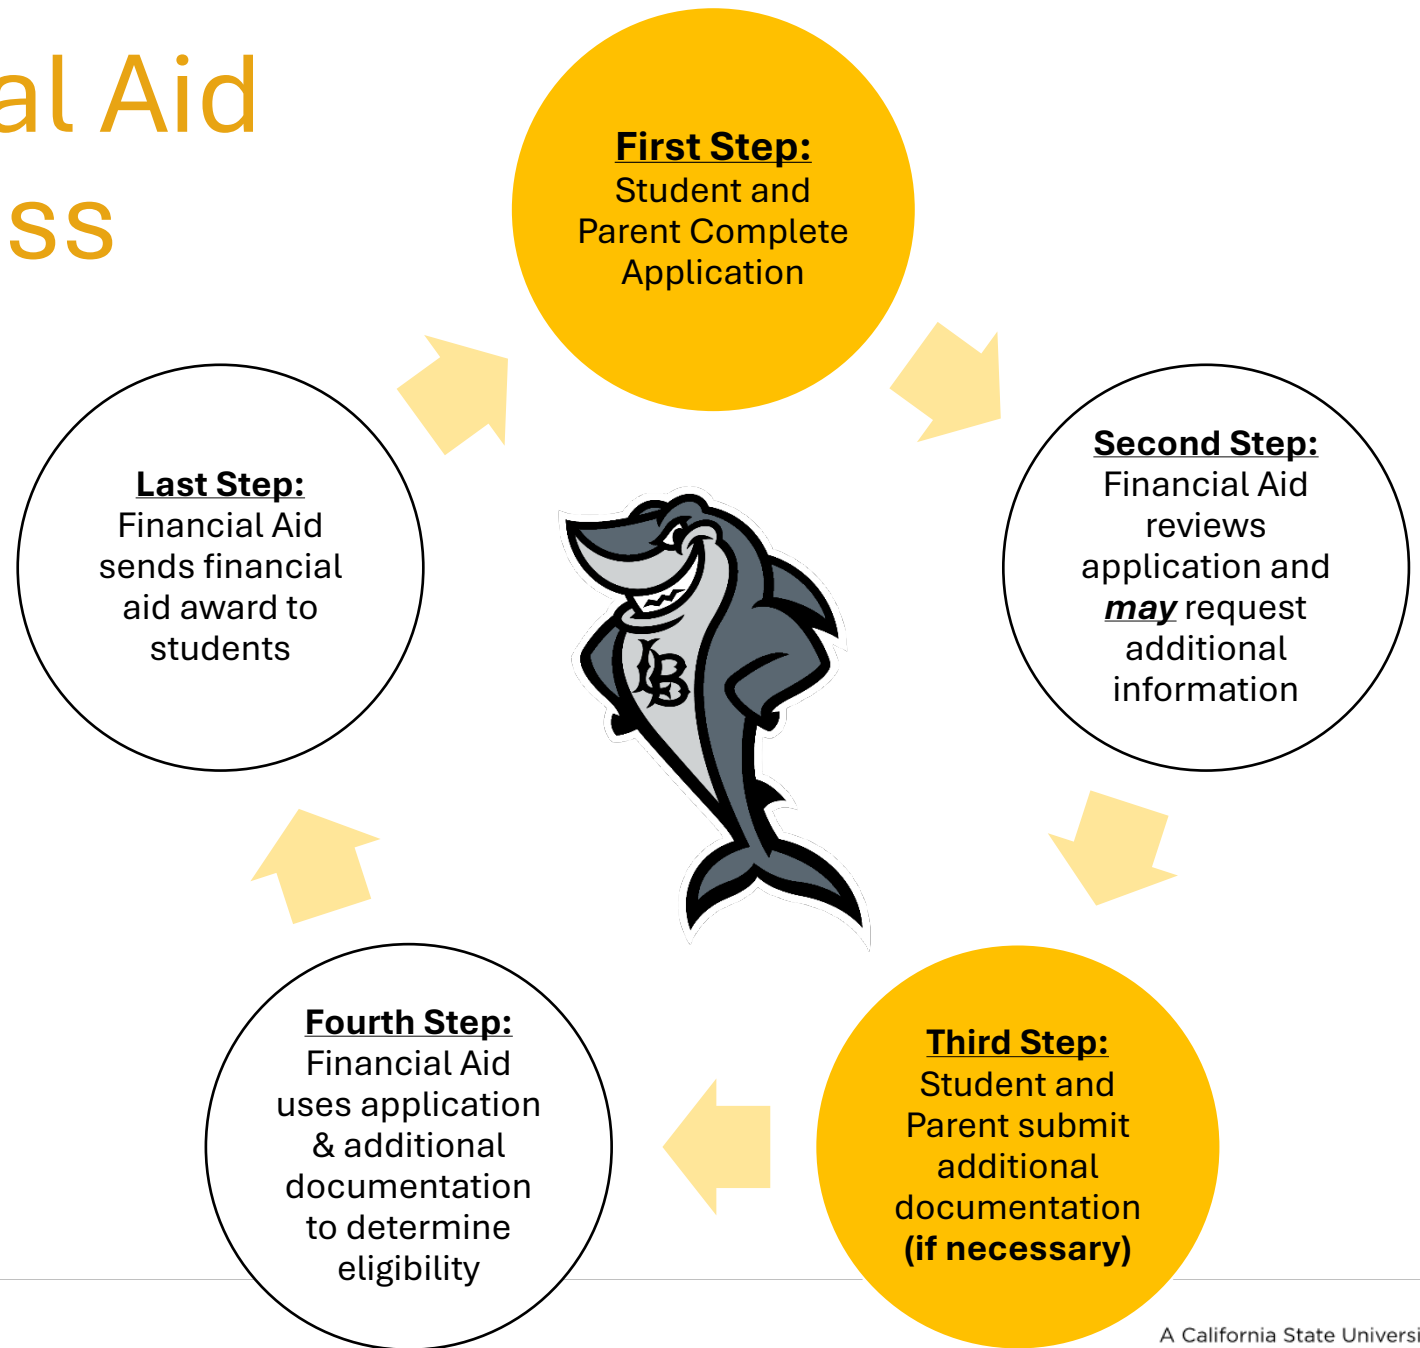 al Aid
ss
First Step:
Student and
Parent Complete
Application
Second Step:
Financial Aid
reviews
application and
may request
additional
information
Third Step:
Student and
Parent submit
additional
documentation
(if necessary)
Fourth Step:
Financial Aid
uses application
& additional
documentation
to determine
eligibility
Last Step:
Financial Aid
sends financial
aid award to
students
LB
A California State Universi